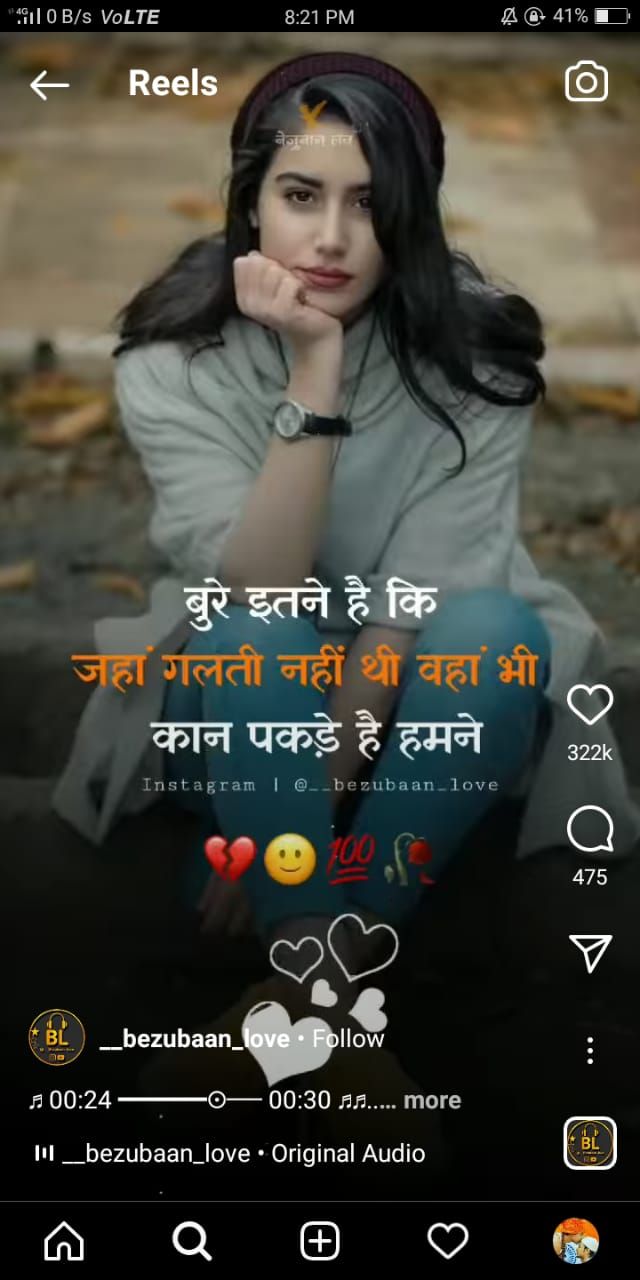 4G 0 B/s VoLTE 8:21 PM 41%
Reels
बेजुबान लव
बुरे इतने है कि
जहां गलती नहीं थी वहां भी
कान पकड़े है हमने
Instagram | @__bezubaan_love
💔🙂💯🥀
322k
475
BL __bezubaan_love • Follow
♬ 00:24 00:30 ♬♬..... more
__bezubaan_love • Original Audio
BL